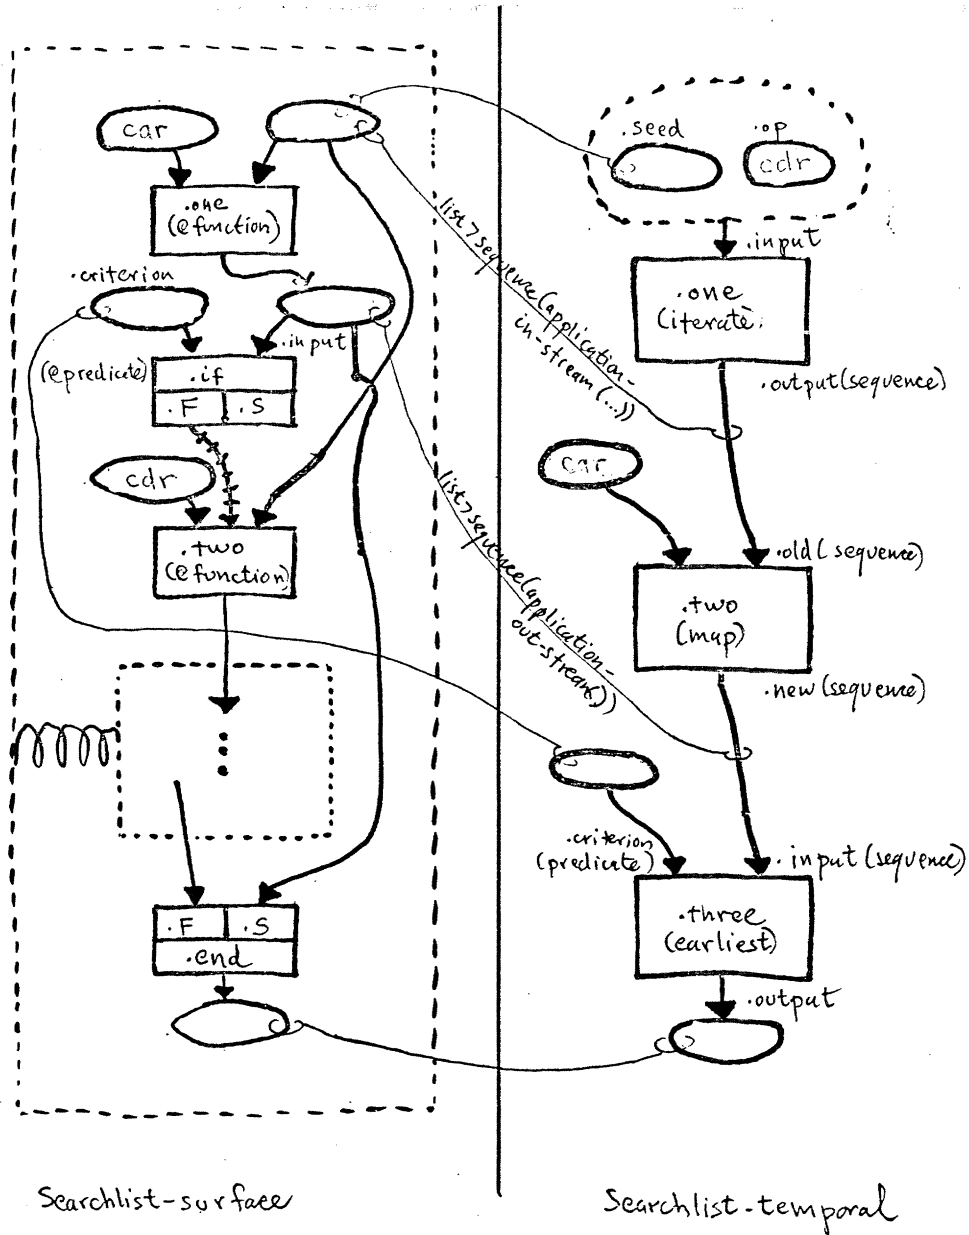 car
.one
(@function)
.criterion
.input
(@predicate)
.if
.F .S
cdr
.two
(@function)
.F .S
.end
list>sequence(application-
in-stream(...))
list>sequence(application-
out-stream(..))
.seed
.op
cdr
.input
.one
(iterate)
.output(sequence)
car
.old(sequence)
.two
(map)
.new(sequence)
.criterion
(predicate)
.input(sequence)
.three
(earliest)
.output
Searchlist-surface
Searchlist-temporal